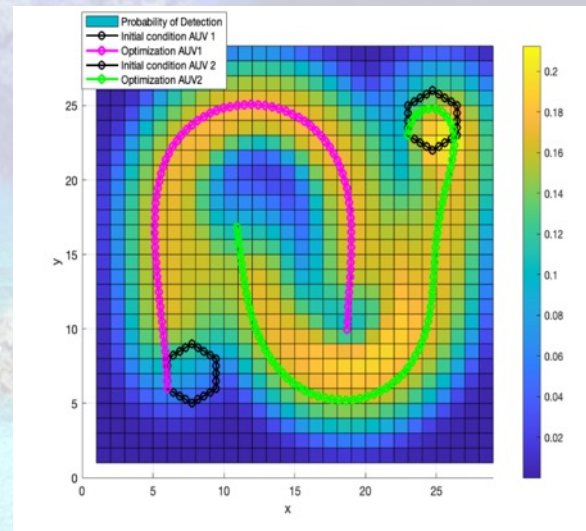 Probability of Detection
Initial condition AUV 1
Optimization AUV1
Initial condition AUV 2
Optimization AUV2
25
20
15
10
5
0
y
0 5 10 15 20 25
x
0.2
0.18
0.16
0.14
0.12
0.1
0.08
0.06
0.04
0.02